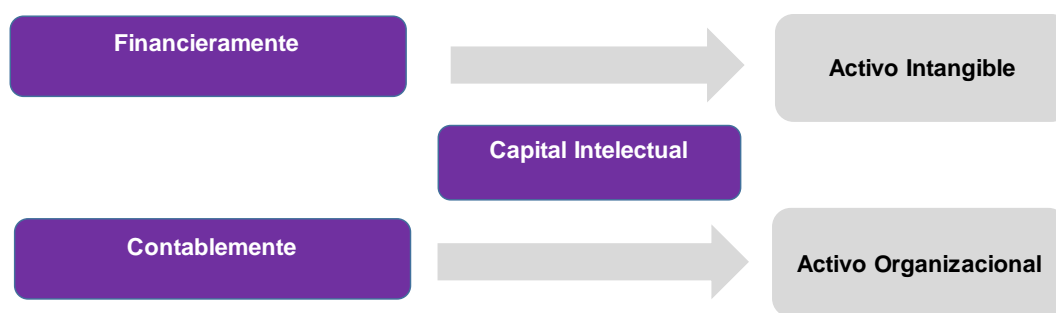 Financieramente
Activo Intangible
Capital Intelectual
Contablemente
Activo Organizacional